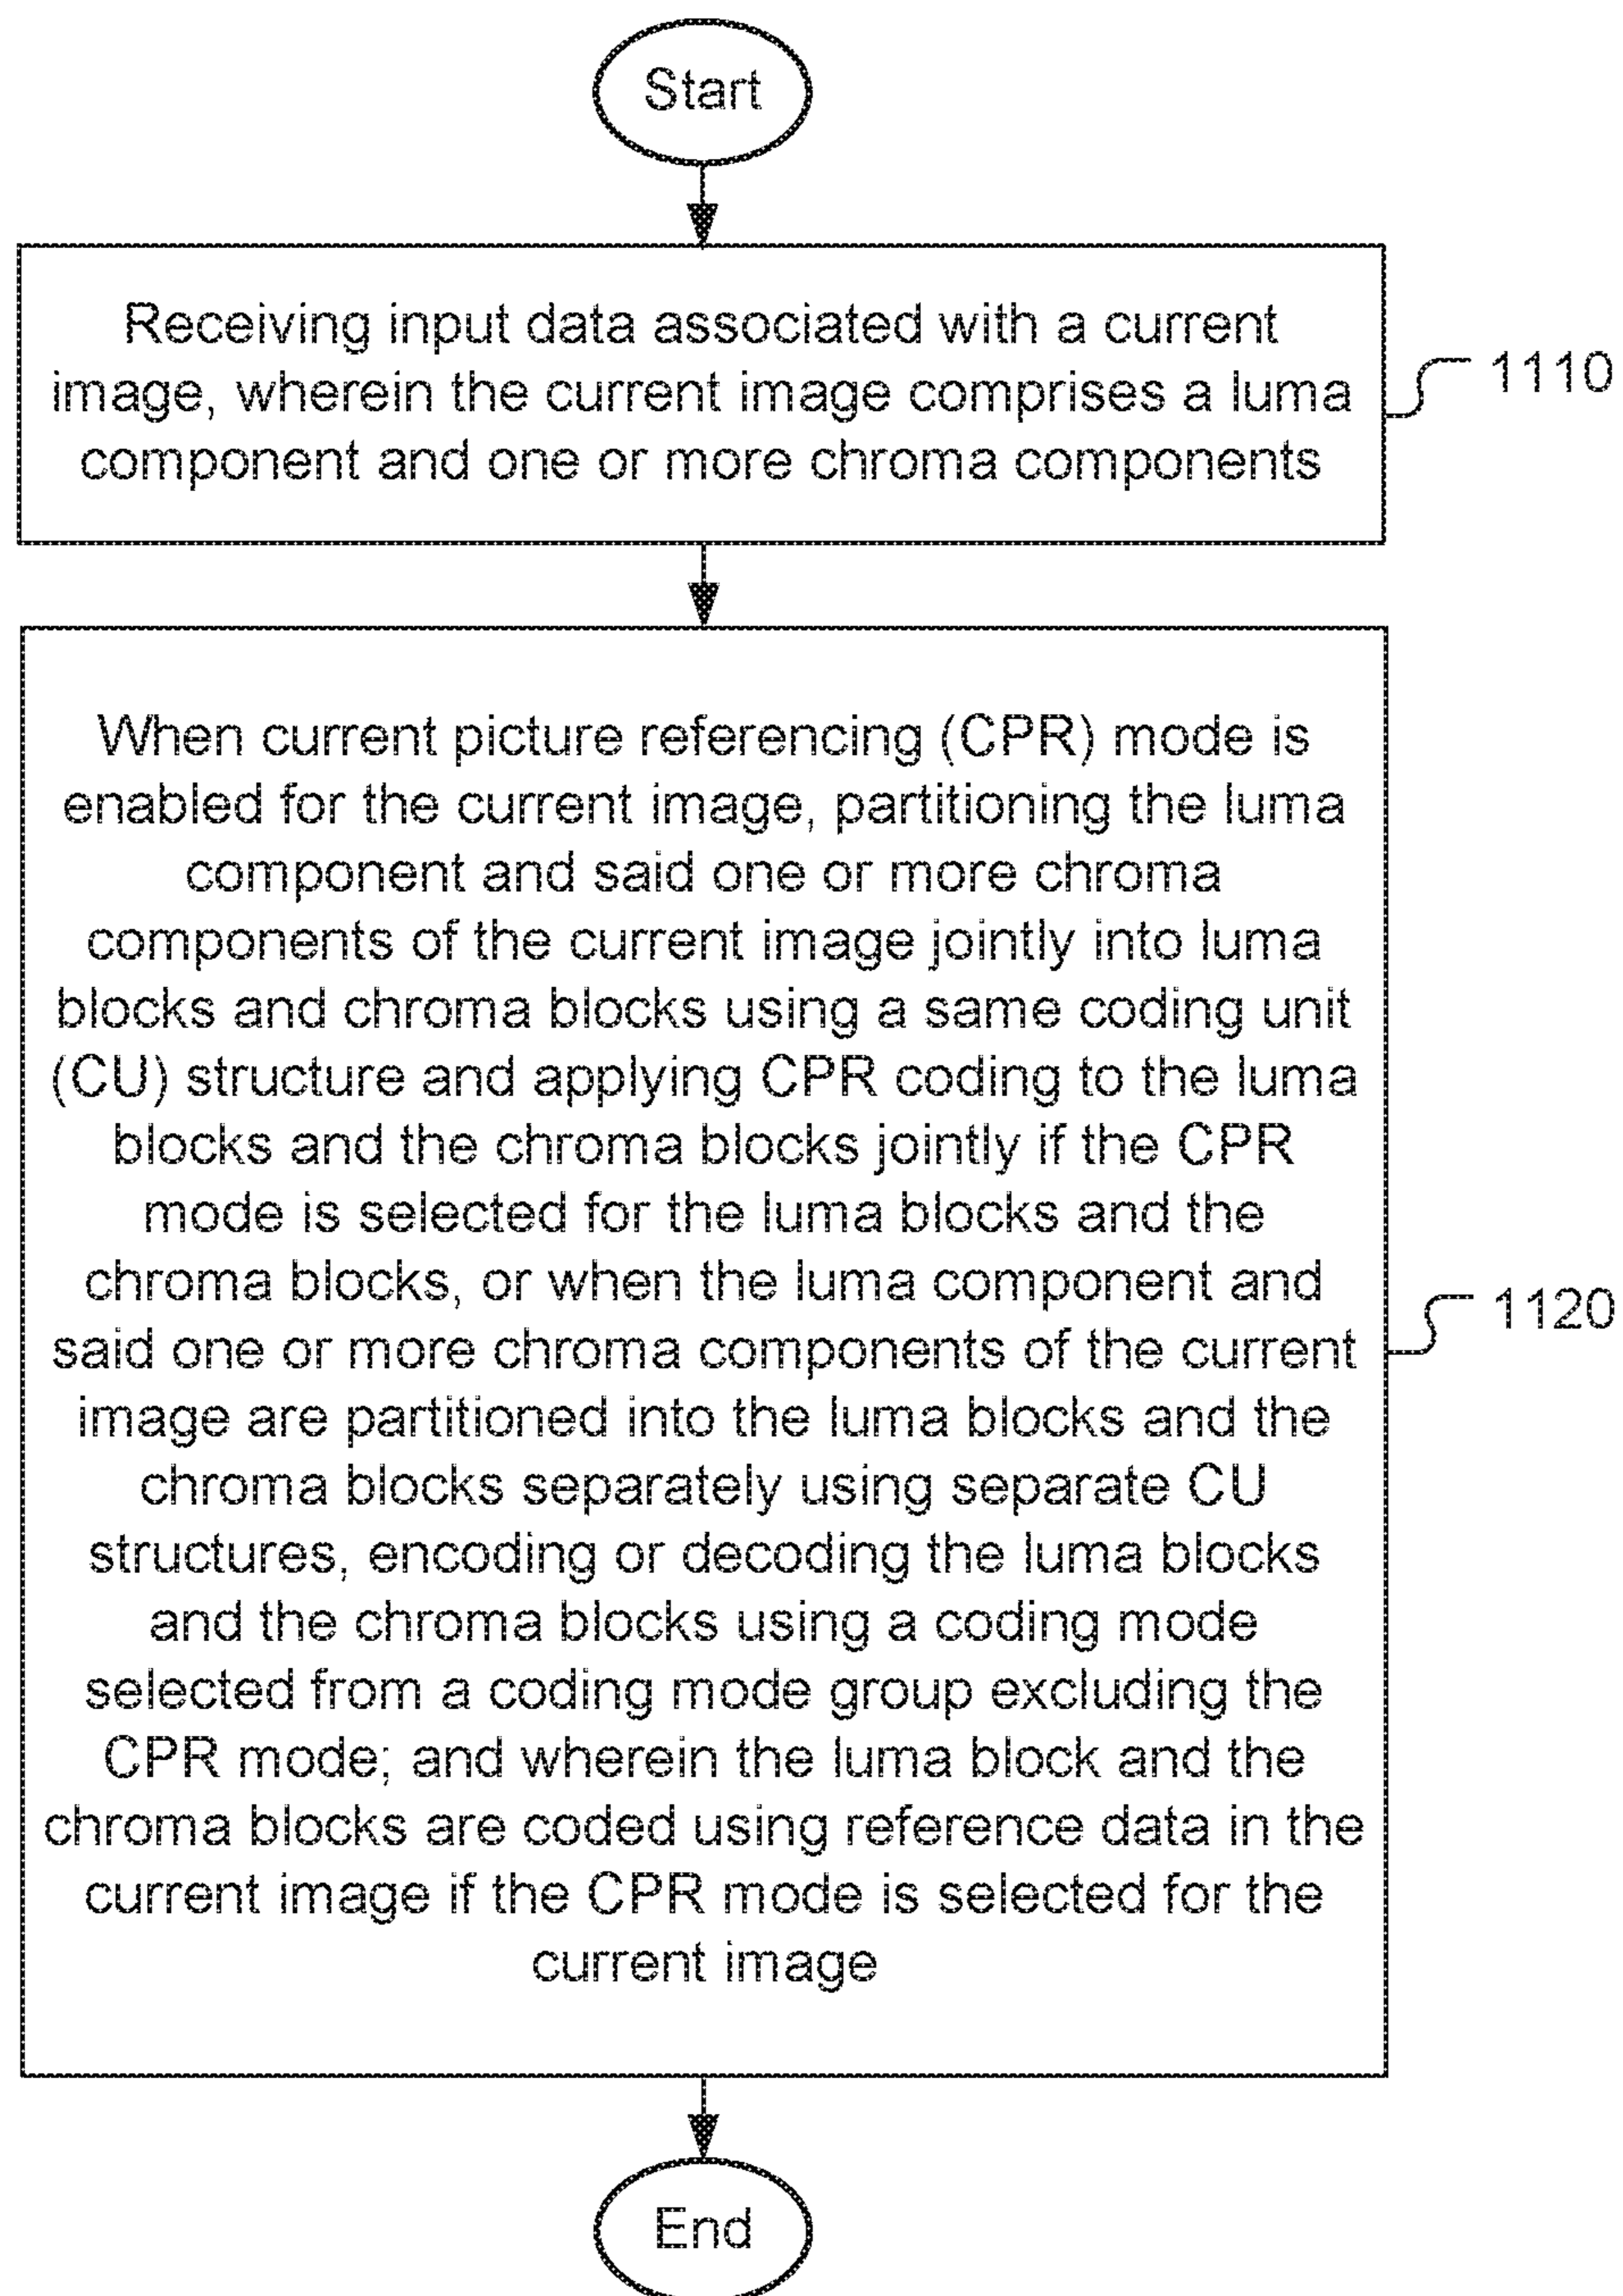 Start
Receiving input data associated with a current
image, wherein the current image comprises a luma
component and one or more chroma components
1110
When current picture referencing (CPR) mode is
enabled for the current image, partitioning the luma
component and said one or more chroma
components of the current image jointly into luma
blocks and chroma blocks using a same coding unit
(CU) structure and applying CPR coding to the luma
blocks and the chroma blocks jointly if the CPR
mode is selected for the luma blocks and the
chroma blocks, or when the luma component and
said one or more chroma components of the current
image are partitioned into the luma blocks and the
chroma blocks separately using separate CU
structures, encoding or decoding the luma blocks
and the chroma blocks using a coding mode
selected from a coding mode group excluding the
CPR mode; and wherein the luma block and the
chroma blocks are coded using reference data in the
current image if the CPR mode is selected for the
current image
1120
End